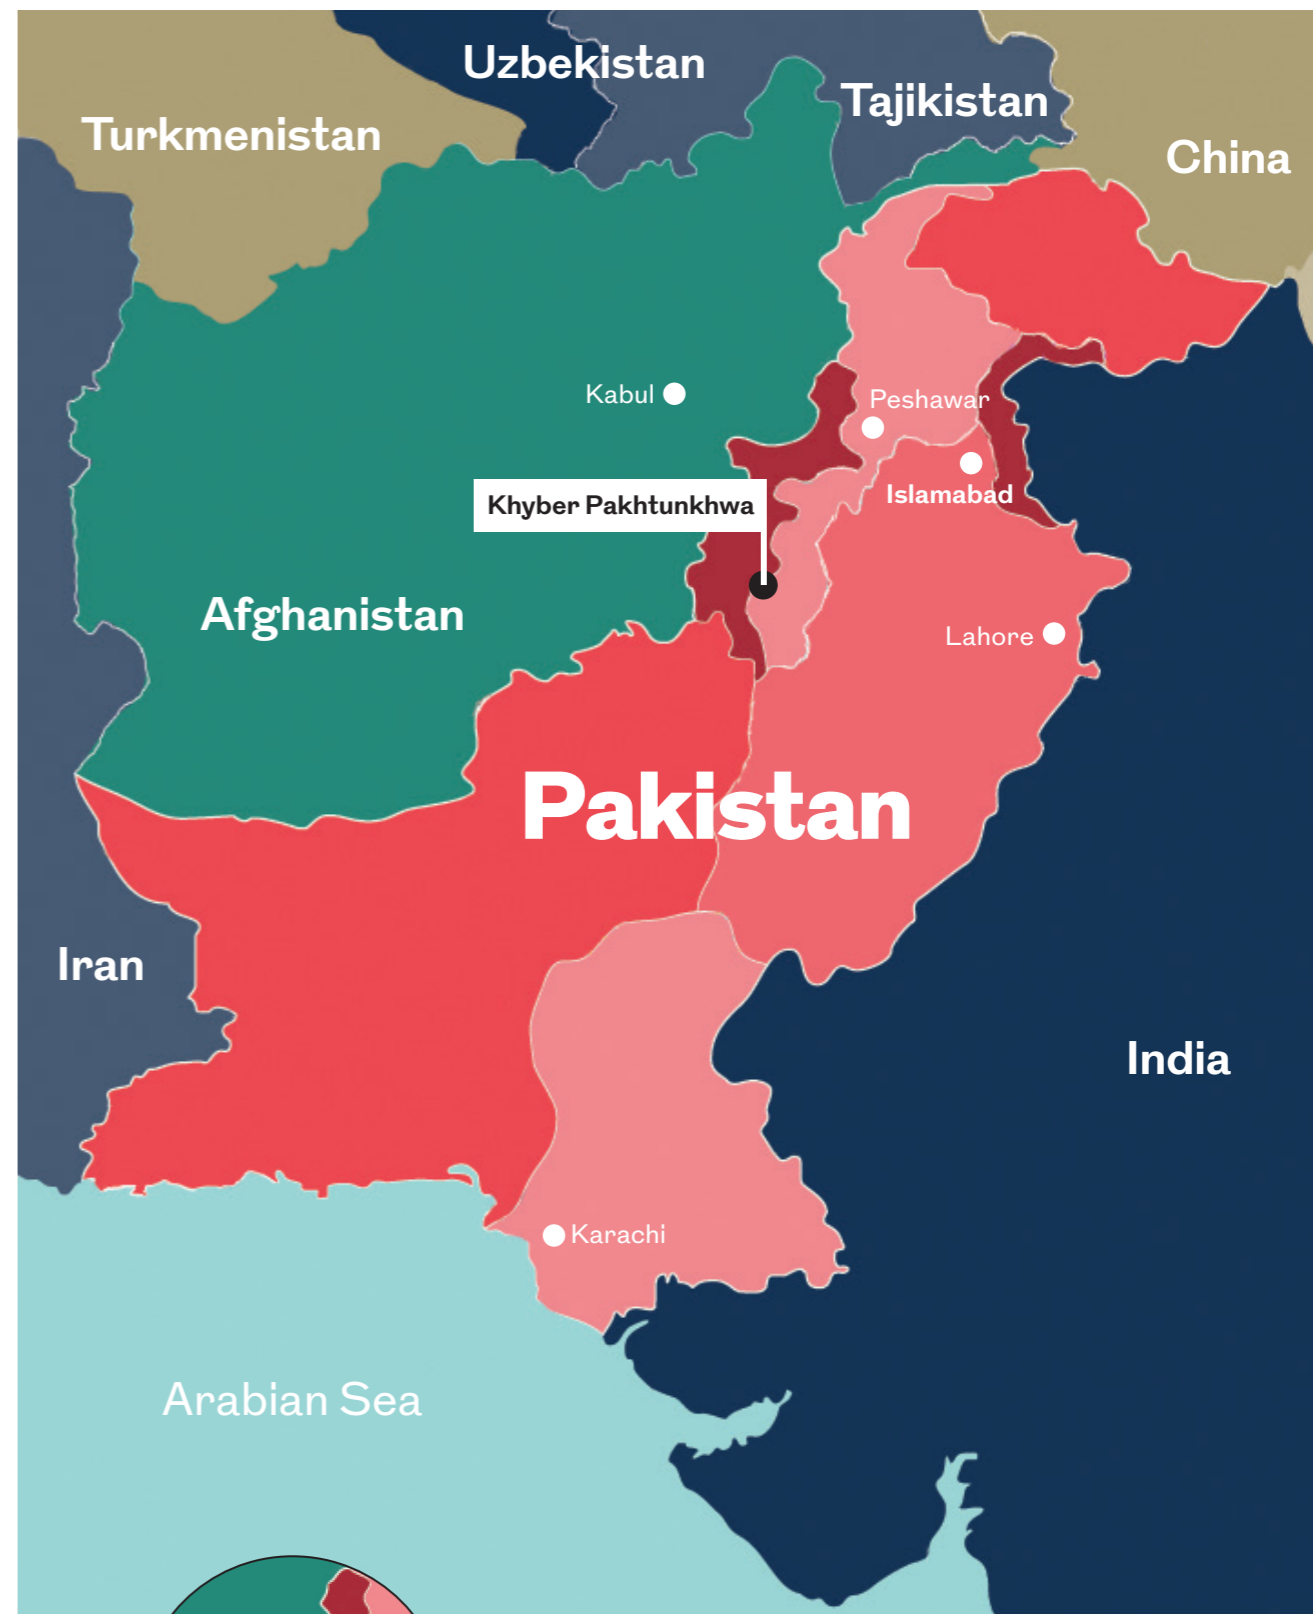 Uzbekistan
Tajikistan
Turkmenistan
China
Kabul
Peshawar
Islamabad
Khyber Pakhtunkhwa
Afghanistan
Lahore
Pakistan
Iran
India
Karachi
Arabian Sea